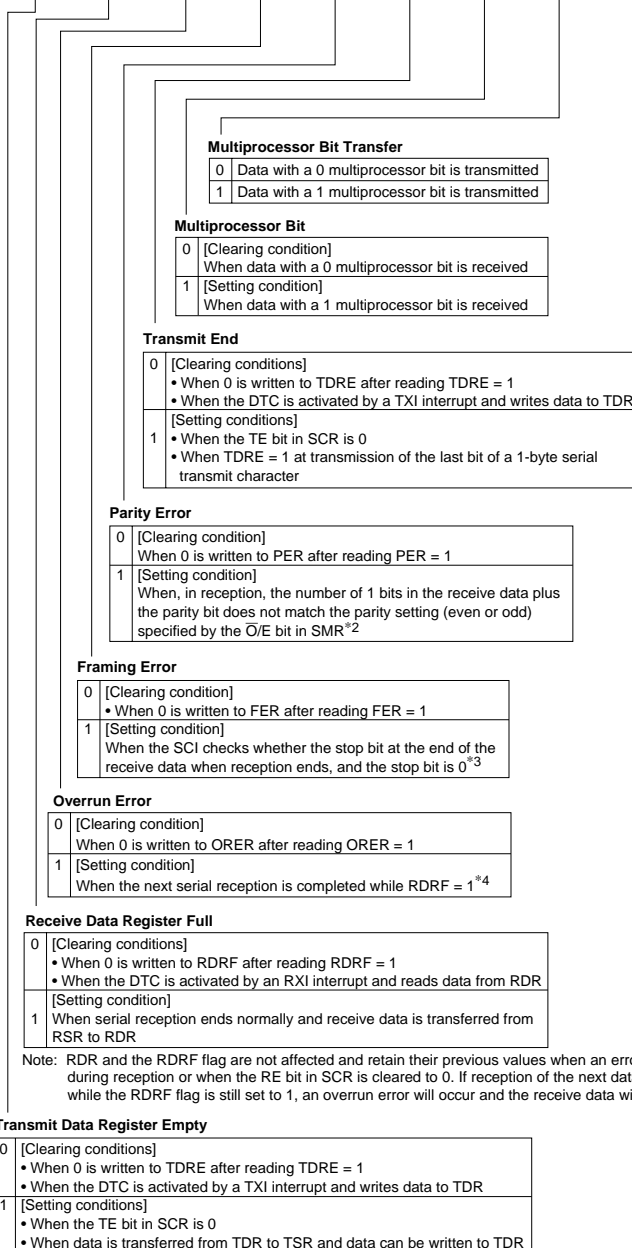 Multiprocessor Bit Transfer
0 Data with a 0 multiprocessor bit is transmitted
1 Data with a 1 multiprocessor bit is transmitted
Multiprocessor Bit
0 [Clearing condition]
When data with a 0 multiprocessor bit is received
1 [Setting condition]
When data with a 1 multiprocessor bit is received
Transmit End
0 [Clearing conditions]
• When 0 is written to TDRE after reading TDRE = 1
• When the DTC is activated by a TXI interrupt and writes data to TDR
[Setting conditions]
1 • When the TE bit in SCR is 0
• When TDRE = 1 at transmission of the last bit of a 1-byte serial
transmit character
Parity Error
0 [Clearing condition]
When 0 is written to PER after reading PER = 1
1 [Setting condition]
When, in reception, the number of 1 bits in the receive data plus
the parity bit does not match the parity setting (even or odd)
specified by the O̅/E bit in SMR*2
Framing Error
0 [Clearing condition]
• When 0 is written to FER after reading FER = 1
1 [Setting condition]
When the SCI checks whether the stop bit at the end of the
receive data when reception ends, and the stop bit is 0*3
Overrun Error
0 [Clearing condition]
When 0 is written to ORER after reading ORER = 1
1 [Setting condition]
When the next serial reception is completed while RDRF = 1*4
Receive Data Register Full
0 [Clearing conditions]
• When 0 is written to RDRF after reading RDRF = 1
• When the DTC is activated by an RXI interrupt and reads data from RDR
[Setting condition]
1 When serial reception ends normally and receive data is transferred from
RSR to RDR
Note: RDR and the RDRF flag are not affected and retain their previous values when an
during reception or when the RE bit in SCR is cleared to 0. If reception of the next
while the RDRF flag is still set to 1, an overrun error will occur and the receive data
Transmit Data Register Empty
0 [Clearing conditions]
• When 0 is written to TDRE after reading TDRE = 1
• When the DTC is activated by a TXI interrupt and writes data to TDR
1 [Setting conditions]
• When the TE bit in SCR is 0
• When data is transferred from TDR to TSR and data can be written to TDR